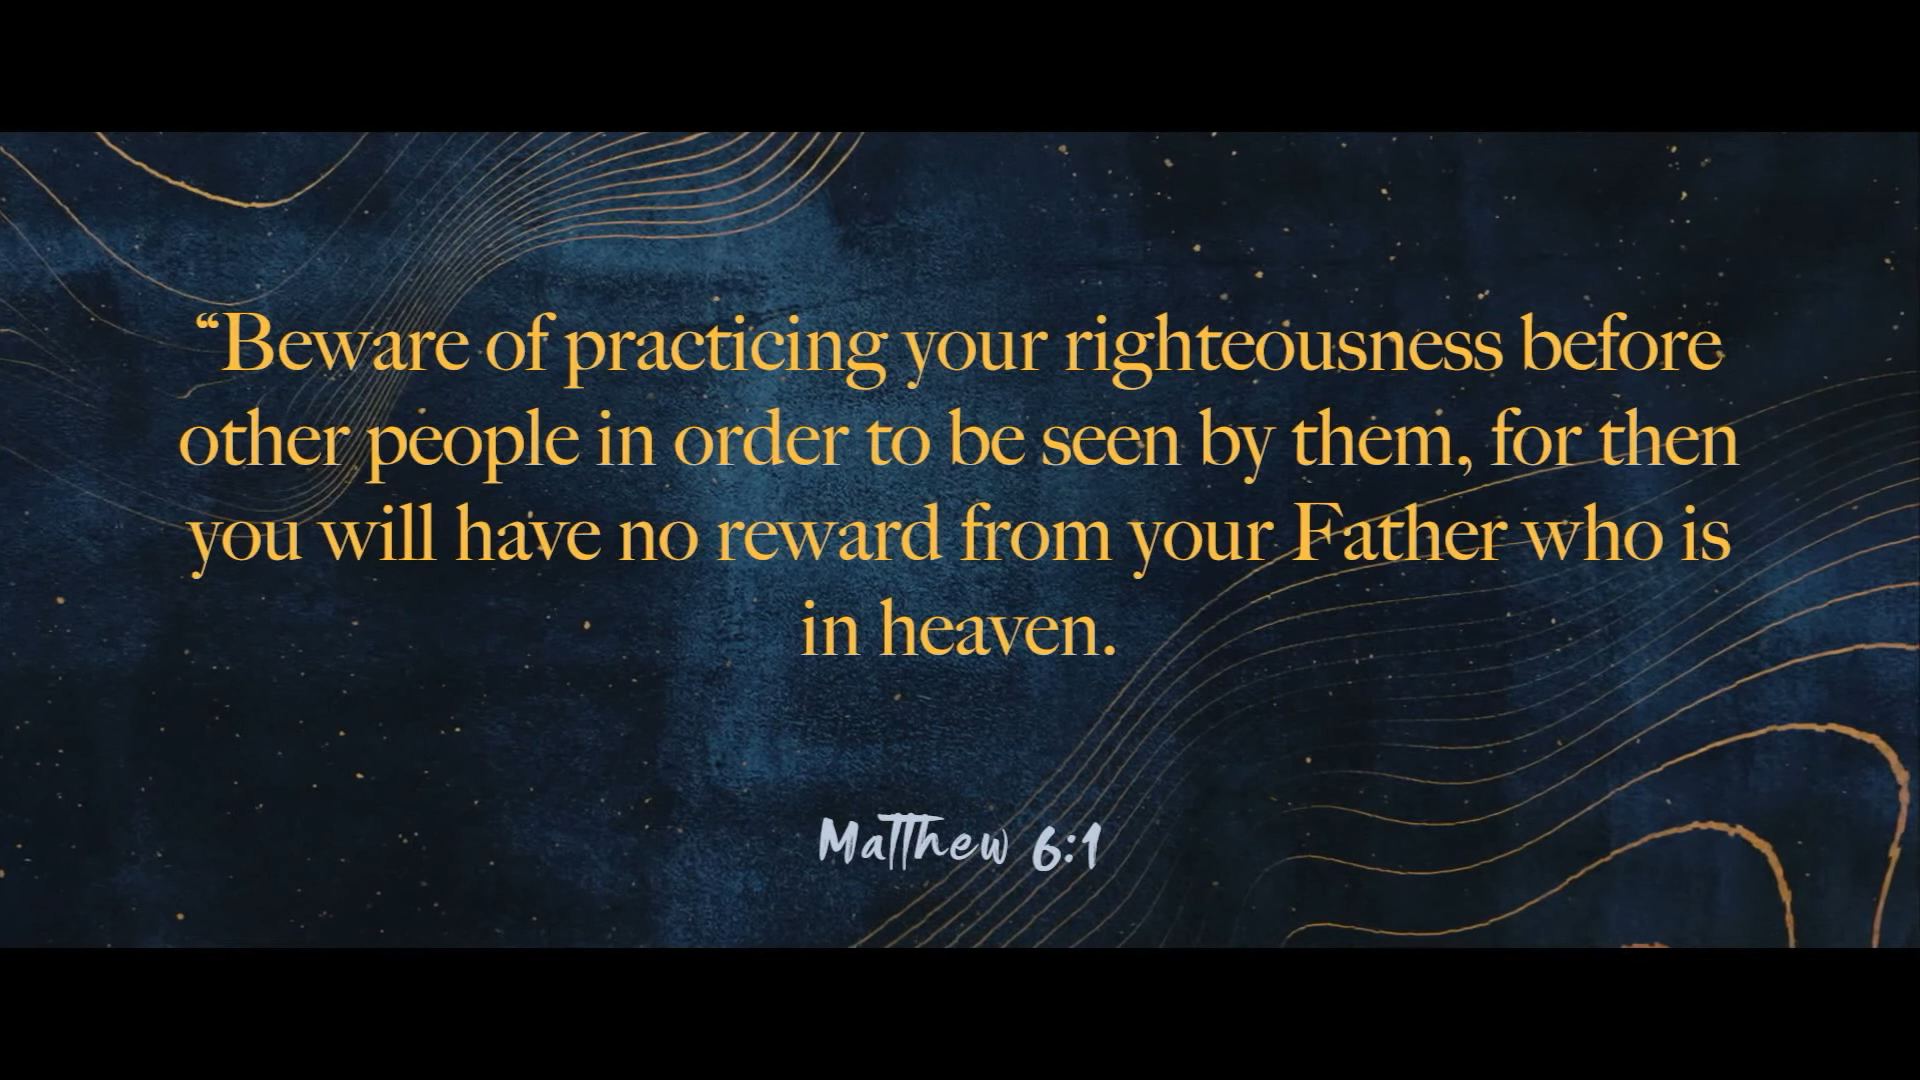 “Beware of practicing your righteousness before
other people in order to be seen by them, for then
you will have no reward from your Father who is
in heaven.
Matthew 6:1